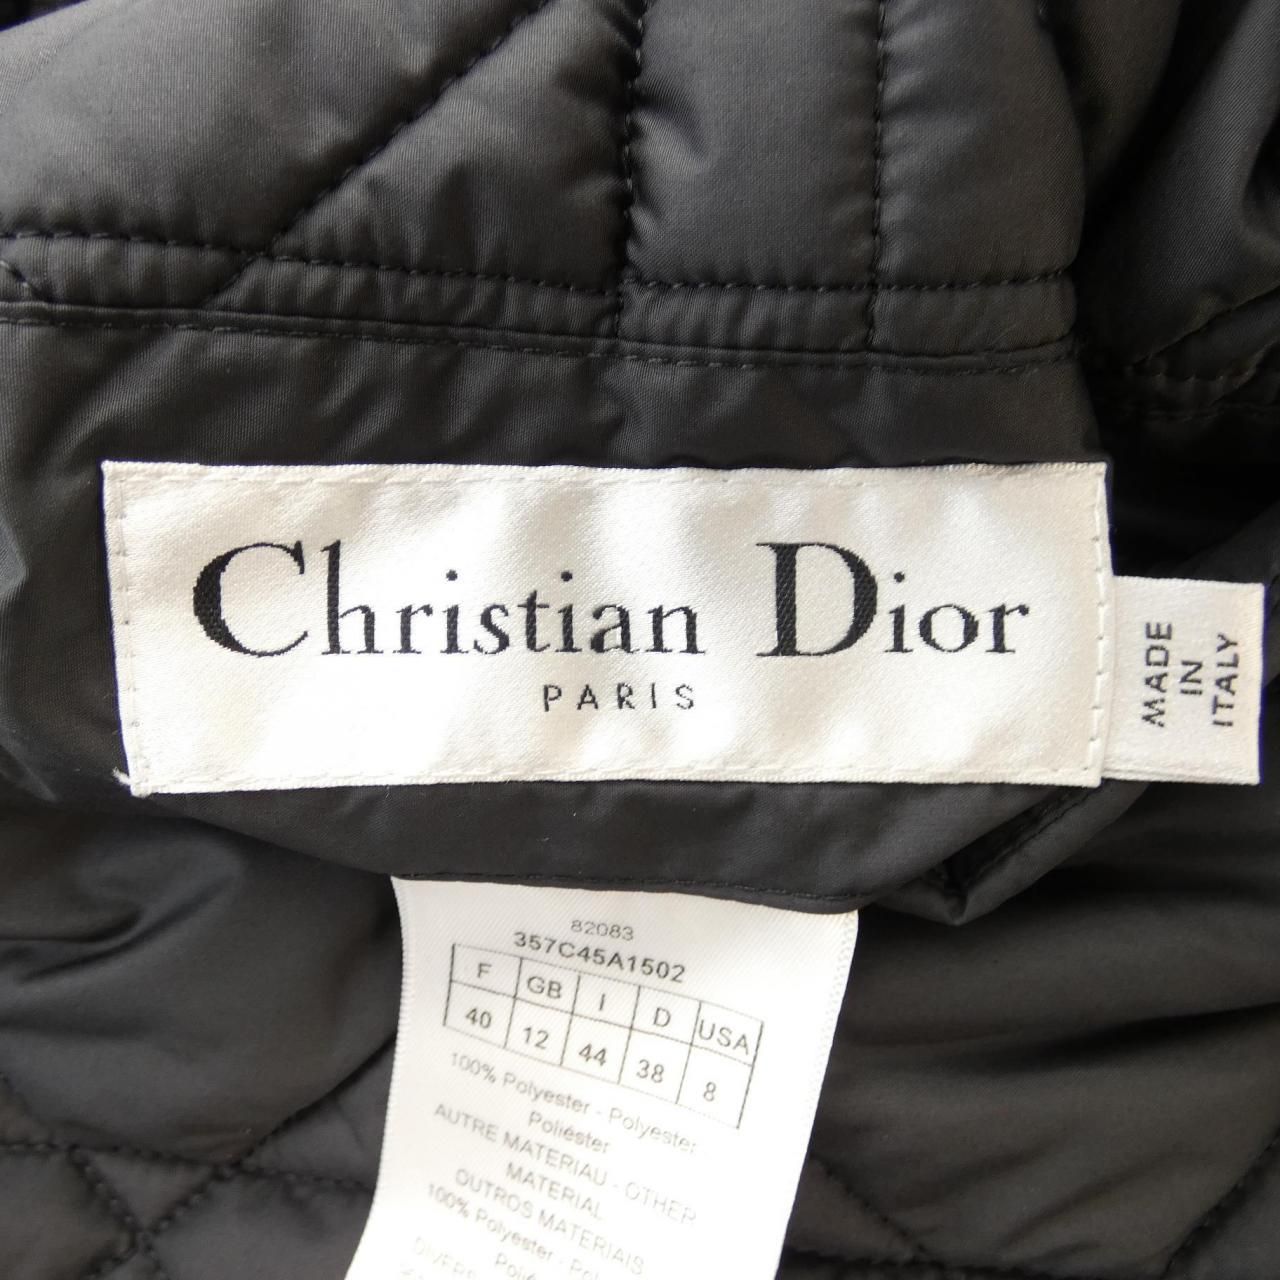 Christian Dior
PARIS
MADE
IN
ITALY
82083
357C45A1502
F GB I D USA
40 12 44 38 8
100% Polyester - Polyester
Poliéster
AUTRE MATERIAU - OTHER
MATERIAL
OUTROS MATERIAIS
100% Polyester - Poly